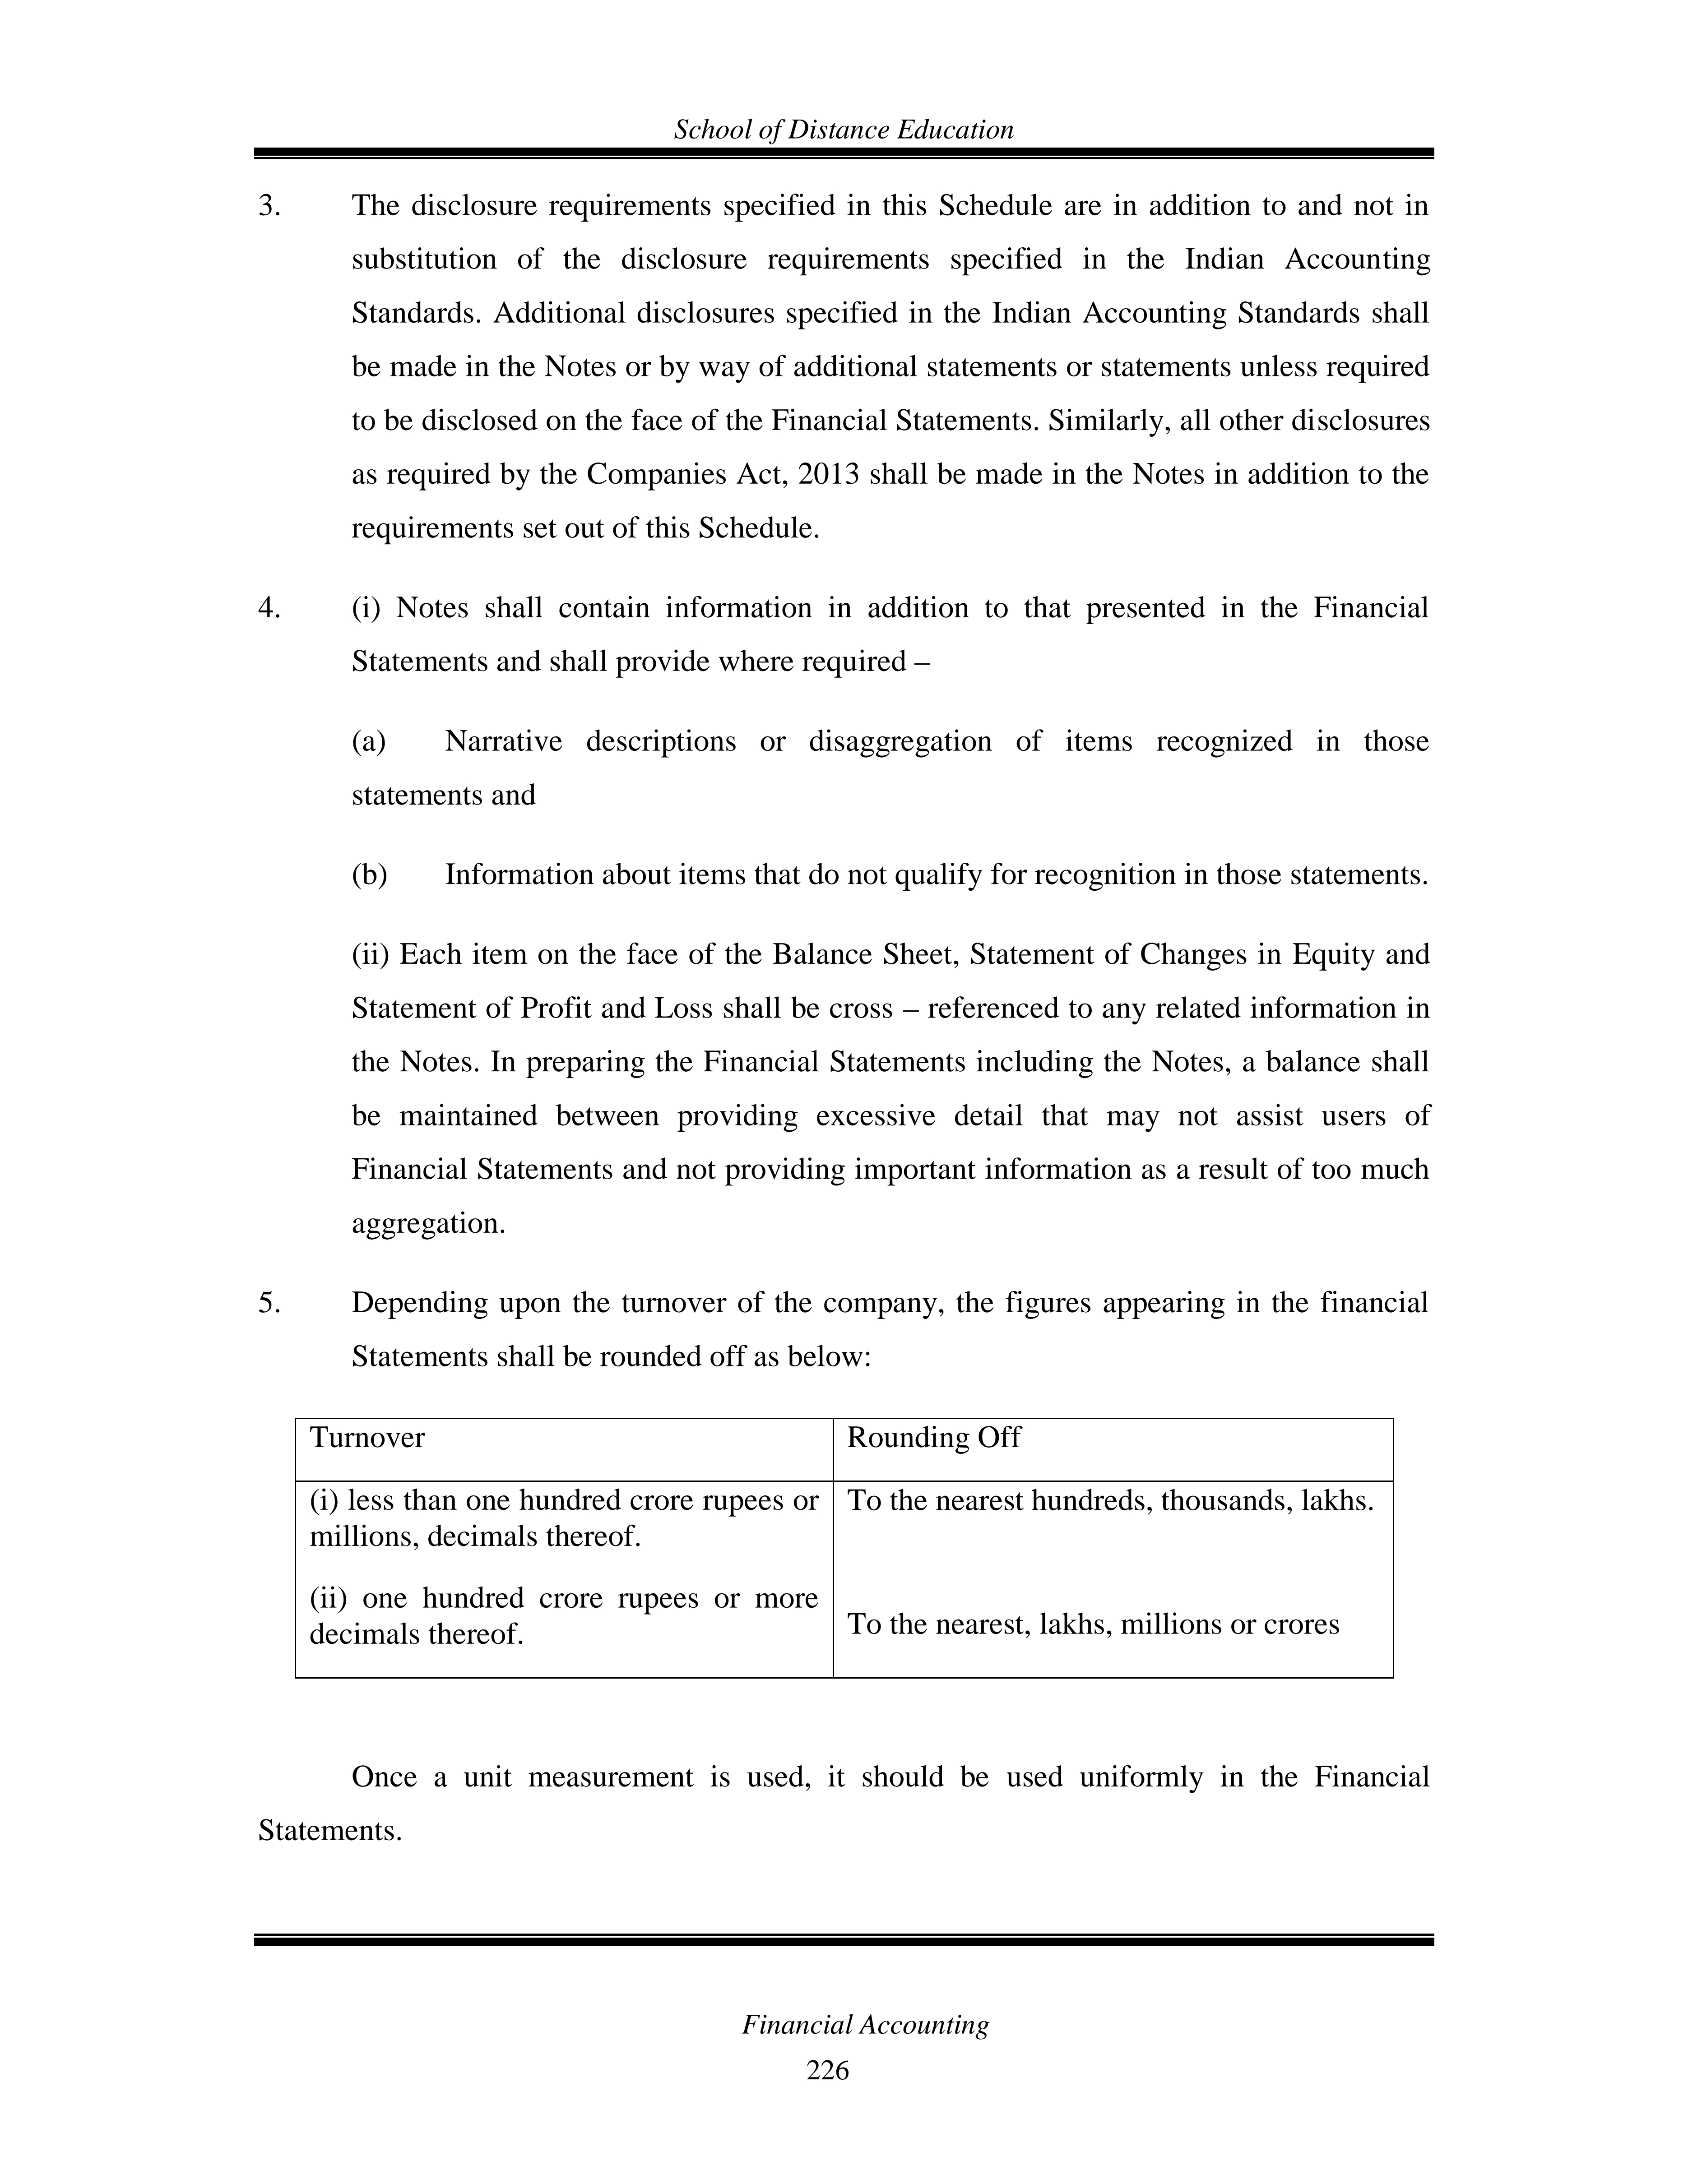 School of Distance Education
3. The disclosure requirements specified in this Schedule are in addition to and not in
substitution of the disclosure requirements specified in the Indian Accounting
Standards. Additional disclosures specified in the Indian Accounting Standards shall
be made in the Notes or by way of additional statements or statements unless required
to be disclosed on the face of the Financial Statements. Similarly, all other disclosures
as required by the Companies Act, 2013 shall be made in the Notes in addition to the
requirements set out of this Schedule.
4. (i) Notes shall contain information in addition to that presented in the Financial
Statements and shall provide where required –
(a) Narrative descriptions or disaggregation of items recognized in those
statements and
(b) Information about items that do not qualify for recognition in those statements.
(ii) Each item on the face of the Balance Sheet, Statement of Changes in Equity and
Statement of Profit and Loss shall be cross – referenced to any related information in
the Notes. In preparing the Financial Statements including the Notes, a balance shall
be maintained between providing excessive detail that may not assist users of
Financial Statements and not providing important information as a result of too much
aggregation.
5. Depending upon the turnover of the company, the figures appearing in the financial
Statements shall be rounded off as below:
Turnover
Rounding Off
(i) less than one hundred crore rupees or
millions, decimals thereof.
To the nearest hundreds, thousands, lakhs.
(ii) one hundred crore rupees or more
decimals thereof.
To the nearest, lakhs, millions or crores
Once a unit measurement is used, it should be used uniformly in the Financial
Statements.
Financial Accounting
226